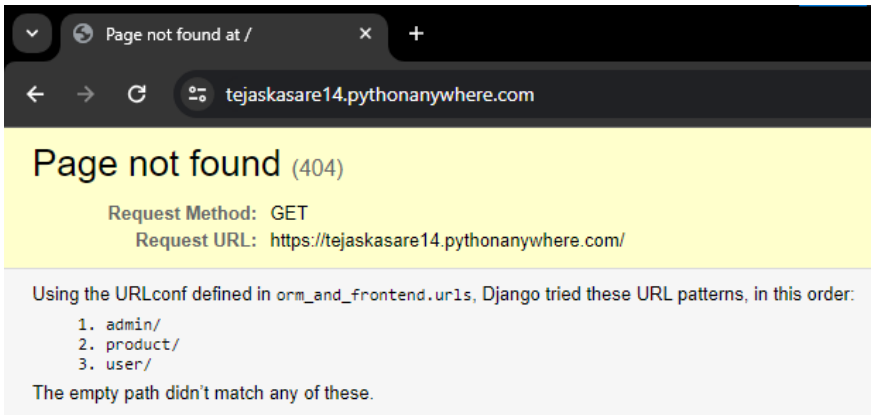 Page not found at /
tejaskasare14.pythonanywhere.com
Page not found (404)
Request Method: GET
Request URL: https://tejaskasare14.pythonanywhere.com/
Using the URLconf defined in orm_and_frontend.urls, Django tried these URL patterns, in this order:
1. admin/
2. product/
3. user/
The empty path didn’t match any of these.